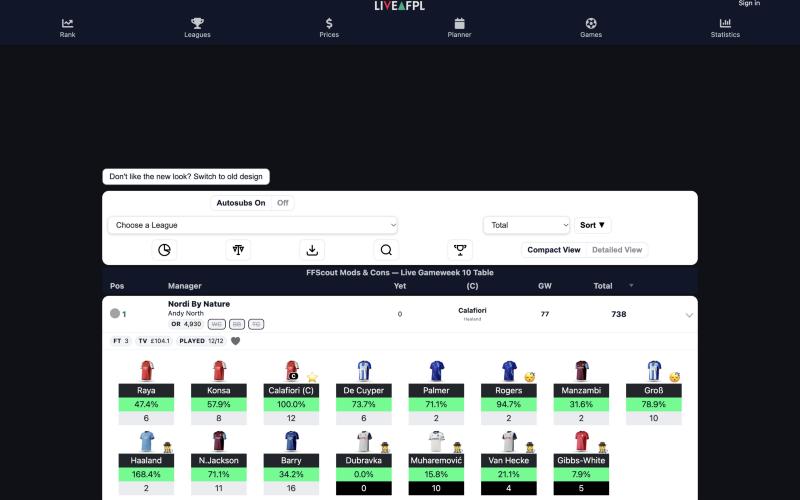 LIVEFPL
Sign in
Rank
Leagues
Prices
Planner
Games
Statistics
Don't like the new look? Switch to old design
Autosubs On Off
Choose a League
Total
Sort ▼
Compact View Detailed View
FFScout Mods & Cons — Live Gameweek 10 Table
Pos Manager Yet (C) GW Total ▼
Nordi By Nature
1 Andy North 0 Calafiori 77 738
Haaland
OR 4,930 WC BB TC
FT 3 TV £104.1 PLAYED 12/12
C
Raya Konsa Calafiori (C) De Cuyper Palmer Rogers Manzambi Groß
47.4% 57.9% 100.0% 73.7% 71.1% 94.7% 31.6% 78.9%
6 8 12 6 2 2 2 10
Haaland N.Jackson Barry Dubravka Muharemović Van Hecke Gibbs-White
168.4% 71.1% 34.2% 0.0% 15.8% 21.1% 7.9%
2 11 16 0 10 4 5